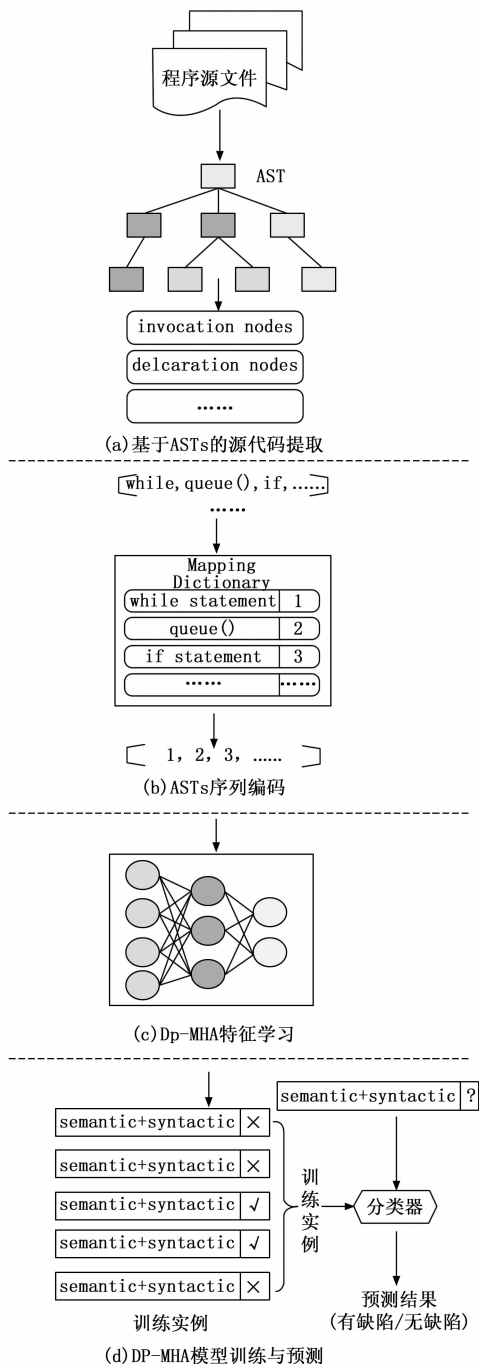 程序源文件
AST
invocation nodes
delcaration nodes
……
(a)基于ASTs的源代码提取
[while,queue(),if,……]
……
Mapping
Dictionary
while statement 1
queue() 2
if statement 3
…… ……
[ 1, 2, 3, …… ]
(b)ASTs序列编码
(c)Dp-MHA特征学习
semantic+syntactic ?
semantic+syntactic ×
semantic+syntactic ×
semantic+syntactic √
semantic+syntactic √
semantic+syntactic ×
训练实例
分类器
训练实例
预测结果
(有缺陷/无缺陷)
(d)DP-MHA模型训练与预测